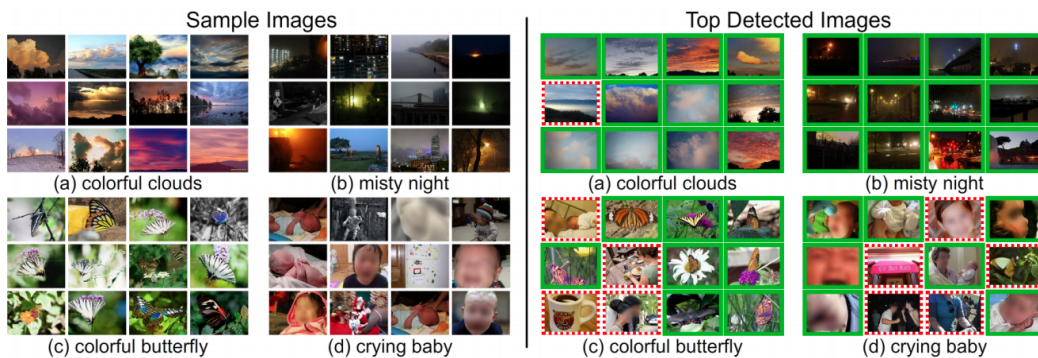 Sample Images
Top Detected Images
(a) colorful clouds
(b) misty night
(a) colorful clouds
(b) misty night
(c) colorful butterfly
(d) crying baby
(c) colorful butterfly
(d) crying baby